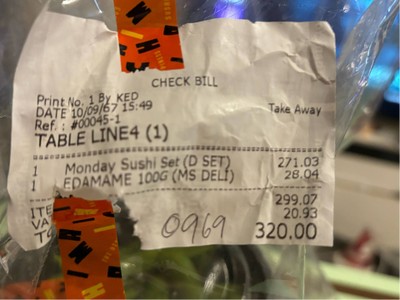 CHECK BILL
Print No. 1 By KED
DATE 10/09/67 15:49 Take Away
Ref. : #00045-1
TABLE LINE4 (1)
1 Monday Sushi Set (D SET) 271.03
1 EDAMAME 100G (MS DELI) 28.04
ITE 299.07
VA 20.93
0969 320.00